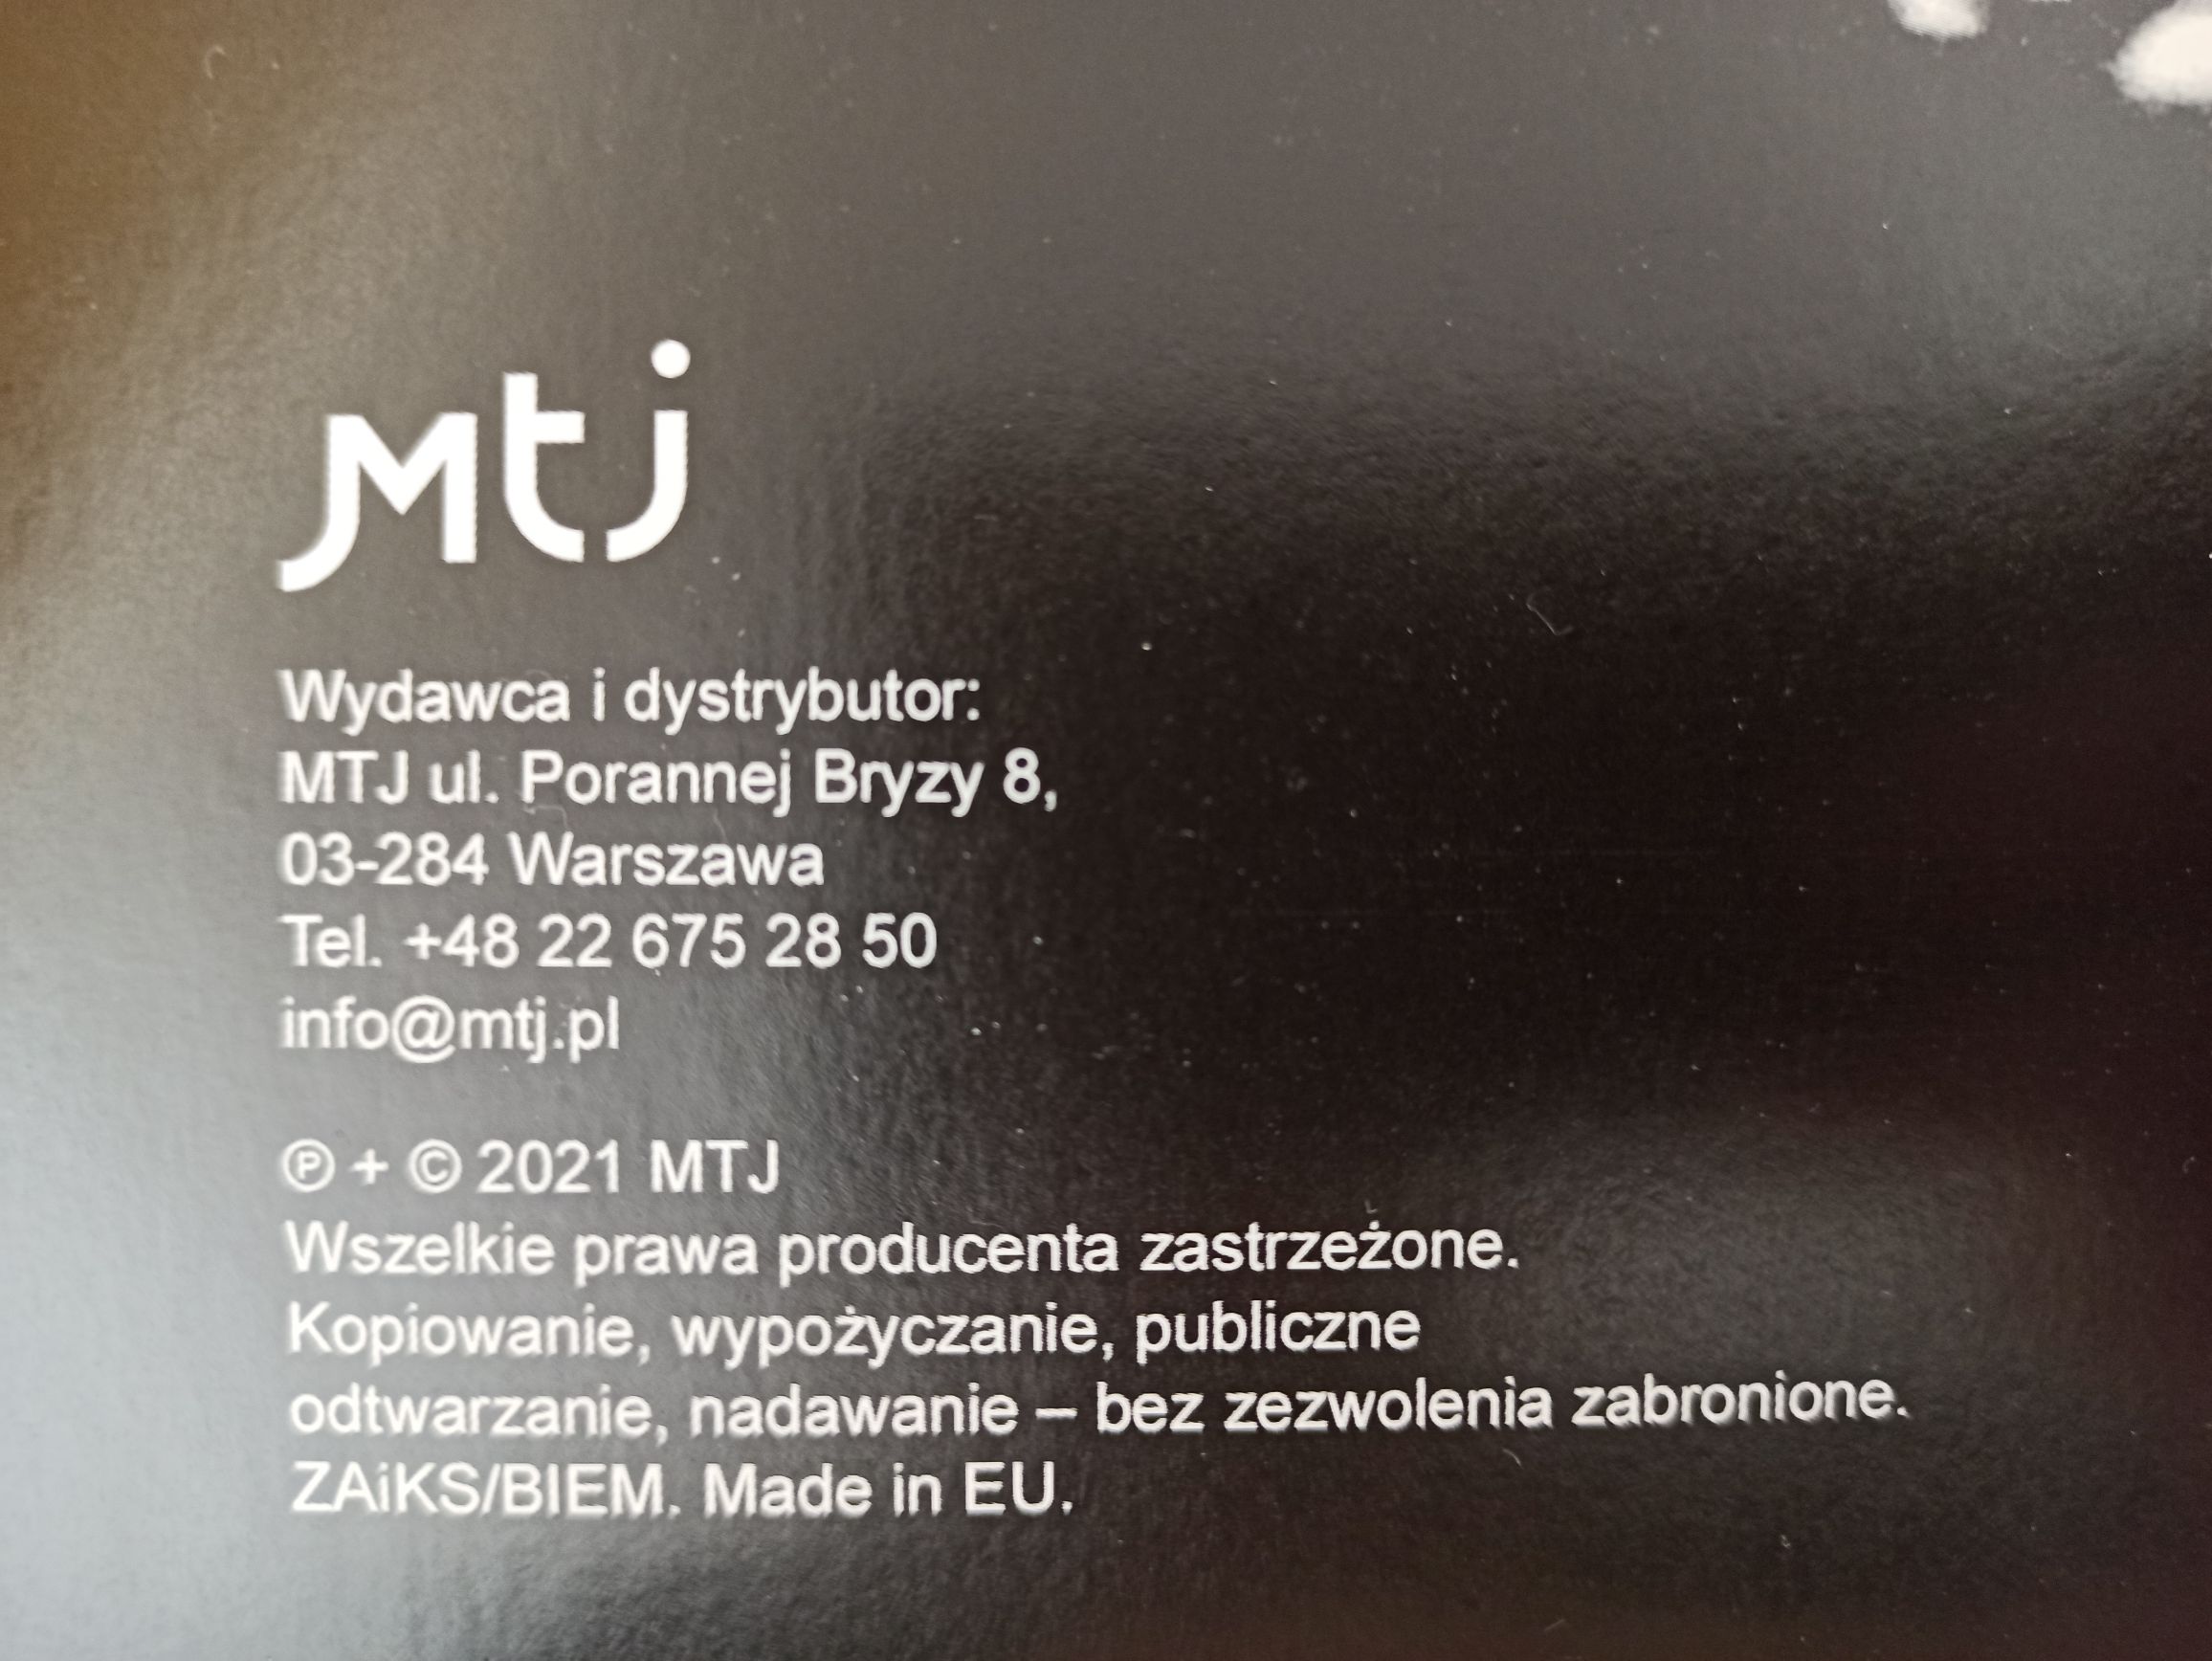 Mtj
Wydawca i dystrybutor:
MTJ ul. Porannej Bryzy 8,
03-284 Warszawa
Tel. +48 22 675 28 50
info@mtj.pl
℗ + © 2021 MTJ
Wszelkie prawa producenta zastrzeżone.
Kopiowanie, wypożyczanie, publiczne
odtwarzanie, nadawanie – bez zezwolenia zabronione.
ZAiKS/BIEM. Made in EU.